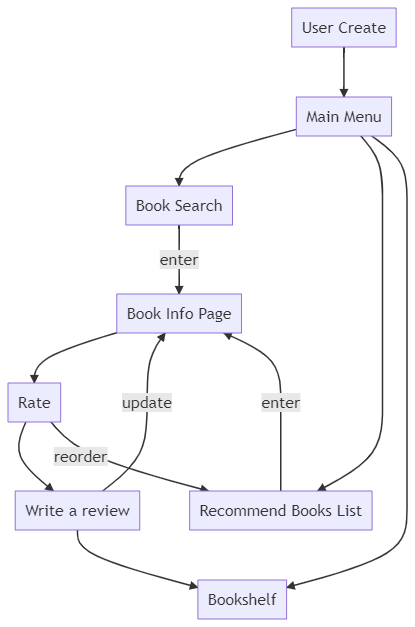 User Create
Main Menu
Book Search
enter
Book Info Page
Rate
update
enter
reorder
Write a review
Recommend Books List
Bookshelf